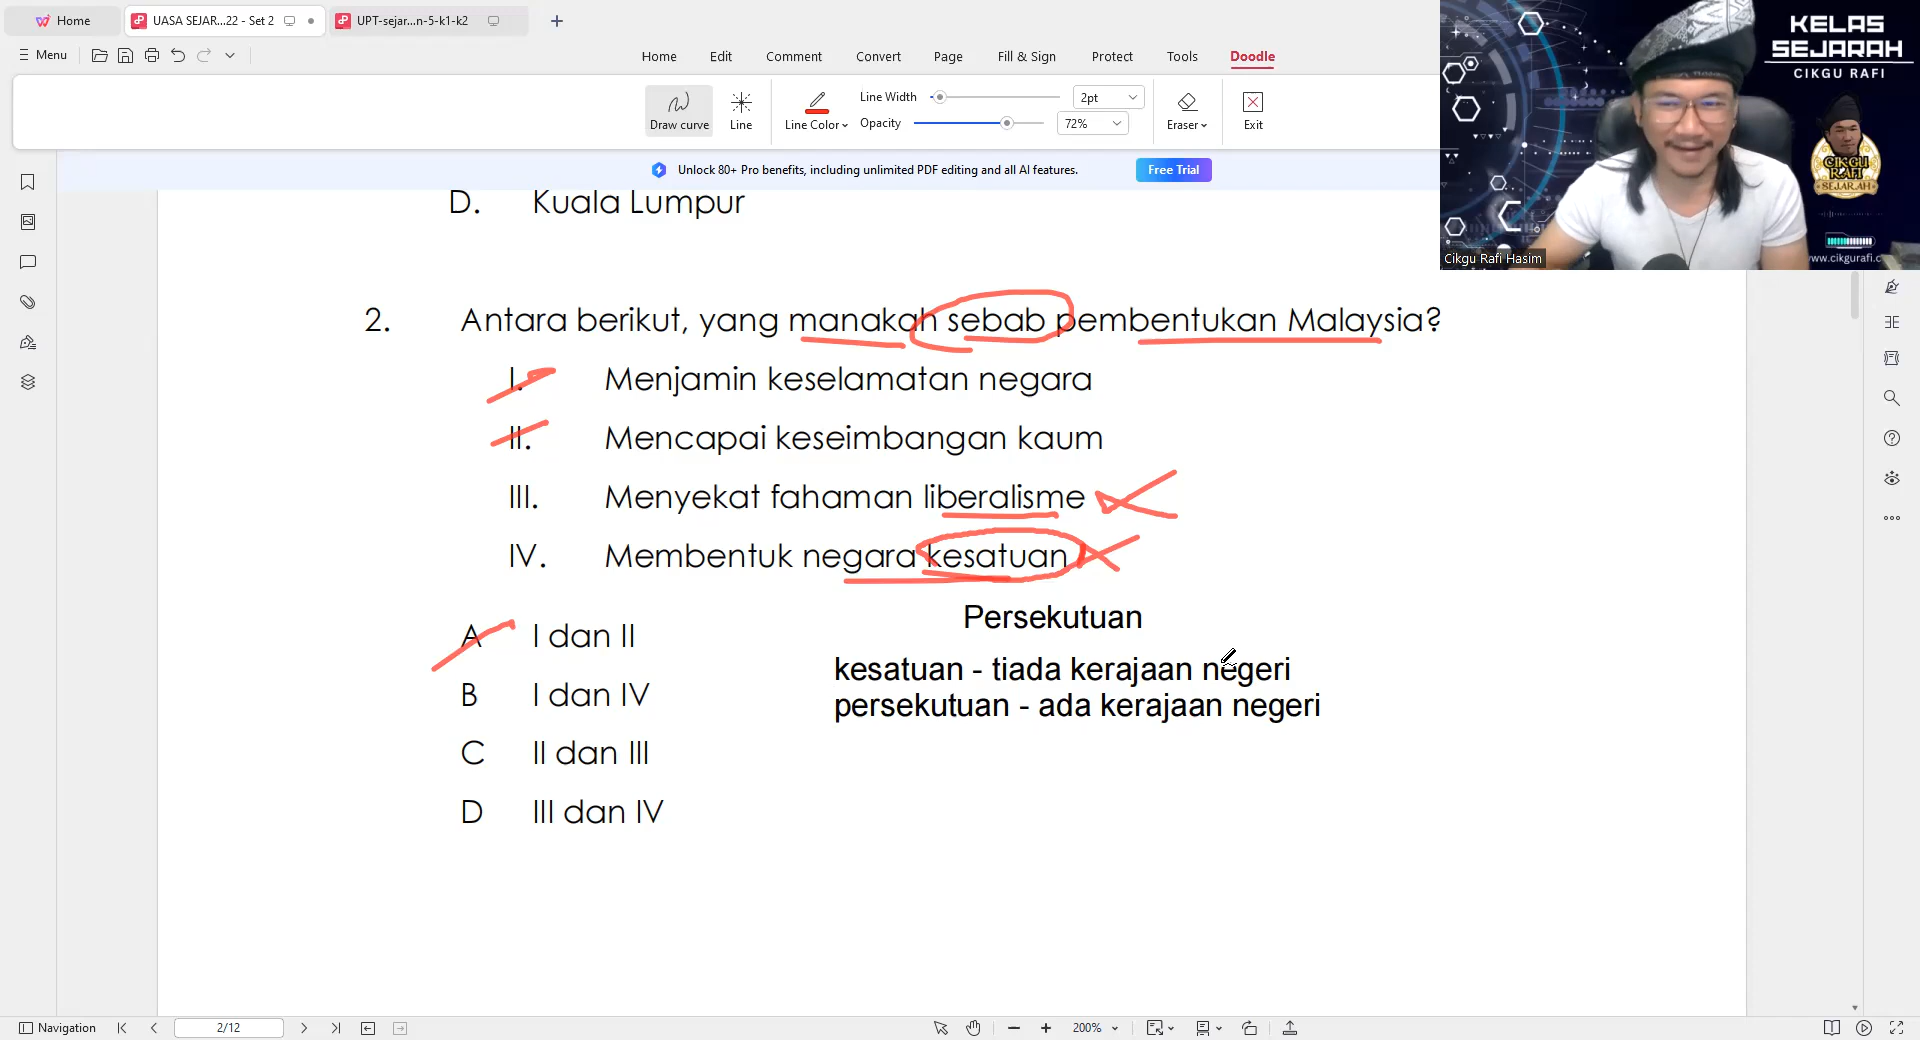 Home
UASA SEJAR...22 - Set 2
UPT-sejar...n-5-k1-k2
Menu
Home
Edit
Comment
Convert
Page
Fill & Sign
Protect
Tools
Doodle
Draw curve
Line
Line Color
Line Width
2pt
Opacity
72%
Eraser
Exit
Unlock 80+ Pro benefits, including unlimited PDF editing and all AI features.
Free Trial
KELAS
SEJARAH
CIKGU RAFI
CIKGU
RAFI
SEJARAH
Cikgu Rafi Hasim
www.cikgurafi.c
D. Kuala Lumpur
2. Antara berikut, yang manakah sebab pembentukan Malaysia?
I. Menjamin keselamatan negara
II. Mencapai keseimbangan kaum
III. Menyekat fahaman liberalisme
IV. Membentuk negara kesatuan
Persekutuan
A I dan II
kesatuan - tiada kerajaan negeri
B I dan IV
persekutuan - ada kerajaan negeri
C II dan III
D III dan IV
Navigation
2/12
200%